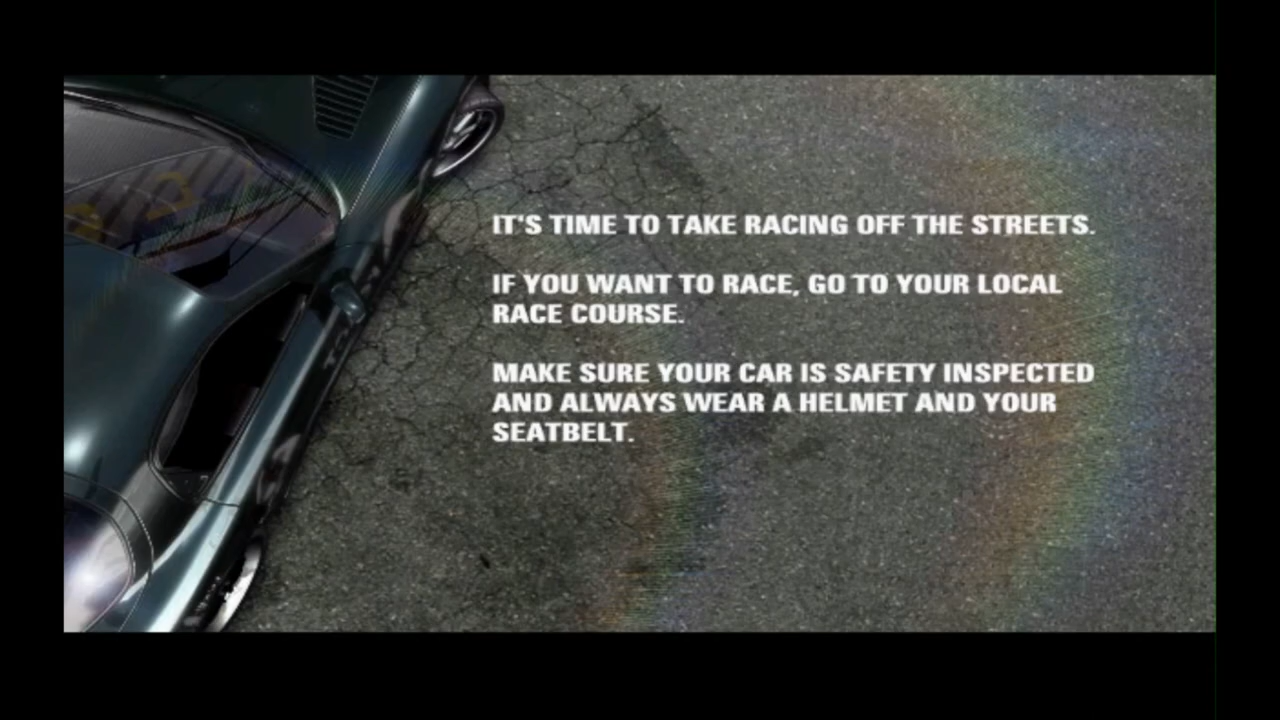 IT'S TIME TO TAKE RACING OFF THE STREETS.
IF YOU WANT TO RACE, GO TO YOUR LOCAL
RACE COURSE.
MAKE SURE YOUR CAR IS SAFETY INSPECTED
AND ALWAYS WEAR A HELMET AND YOUR
SEATBELT.